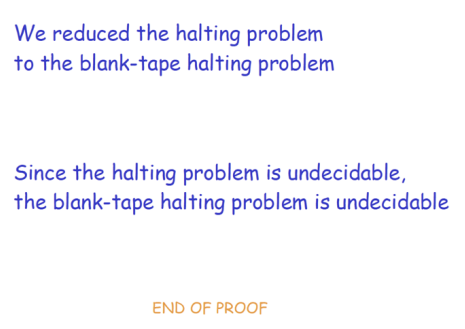 We reduced the halting problem
to the blank-tape halting problem
Since the halting problem is undecidable,
the blank-tape halting problem is undecidable
END OF PROOF